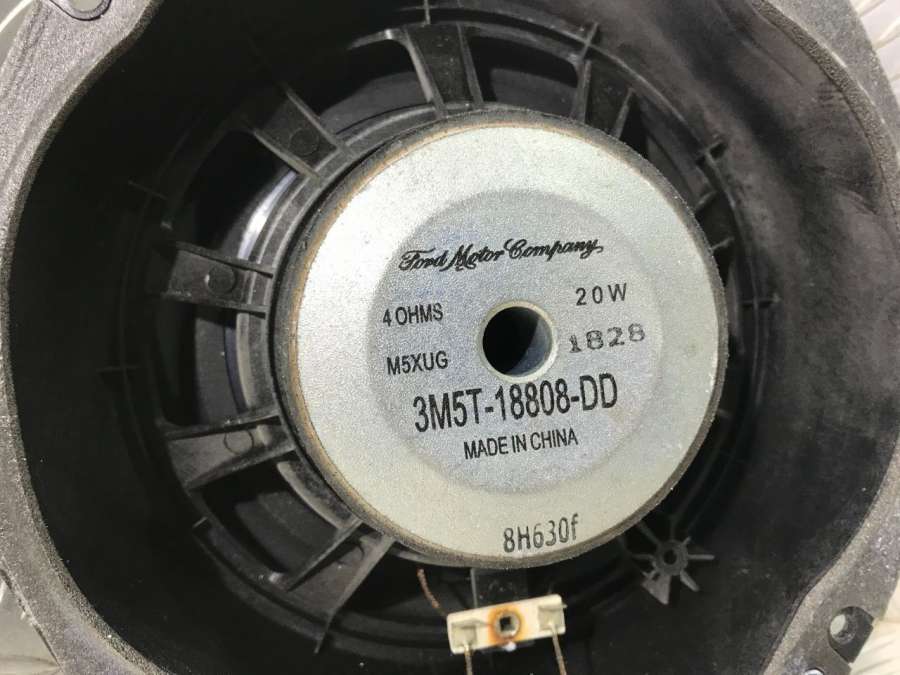 Ford Motor Company
4 OHMS 20W
M5XUG 1828
3M5T-18808-DD
MADE IN CHINA
8H630f